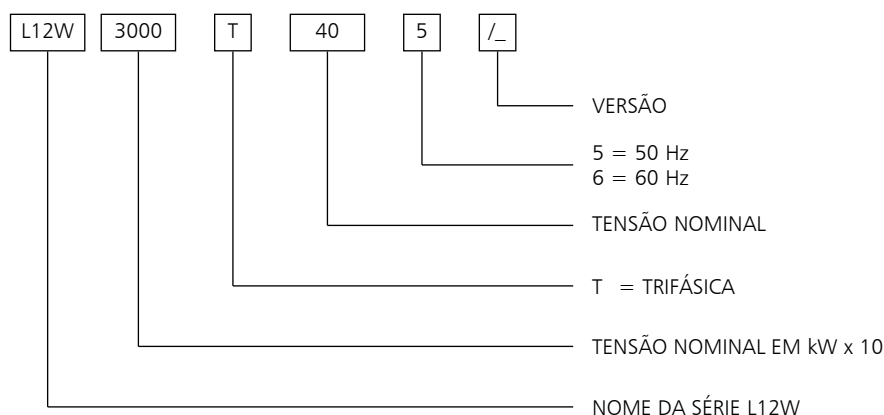 L12W 3000 T 40 5 /_
VERSÃO
5 = 50 Hz
6 = 60 Hz
TENSÃO NOMINAL
T = TRIFÁSICA
TENSÃO NOMINAL EM kW x 10
NOME DA SÉRIE L12W